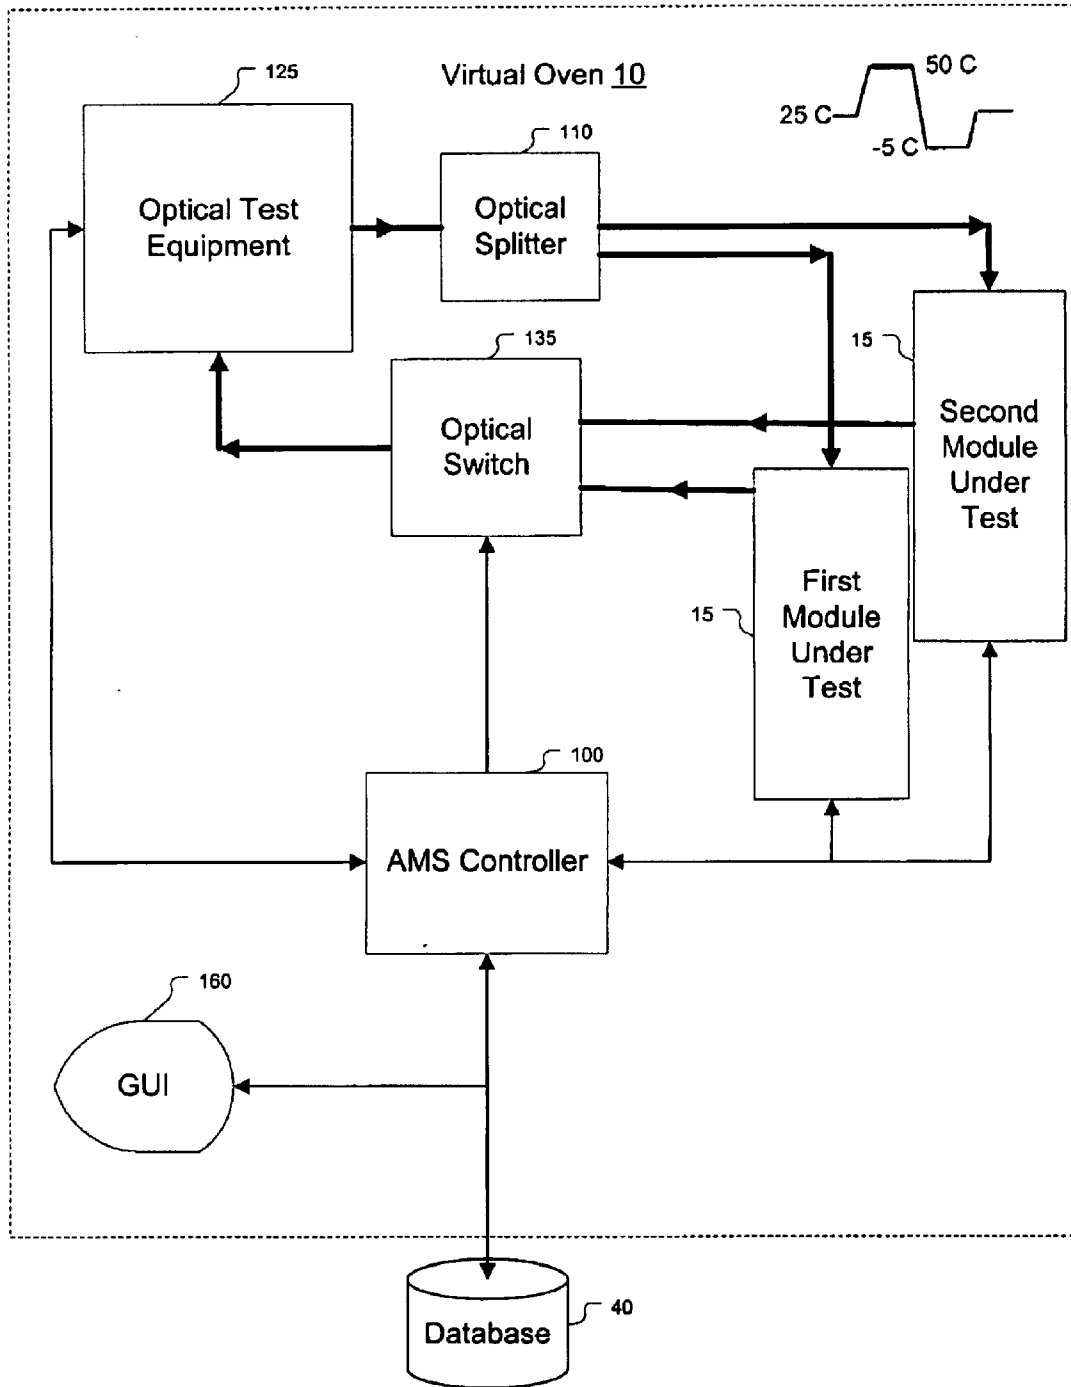 125
Virtual Oven 10
50 C
25 C
-5 C
110
Optical Test
Equipment
Optical
Splitter
135
15
Optical
Switch
Second
Module
Under
Test
15
First
Module
Under
Test
100
AMS Controller
160
GUI
40
Database